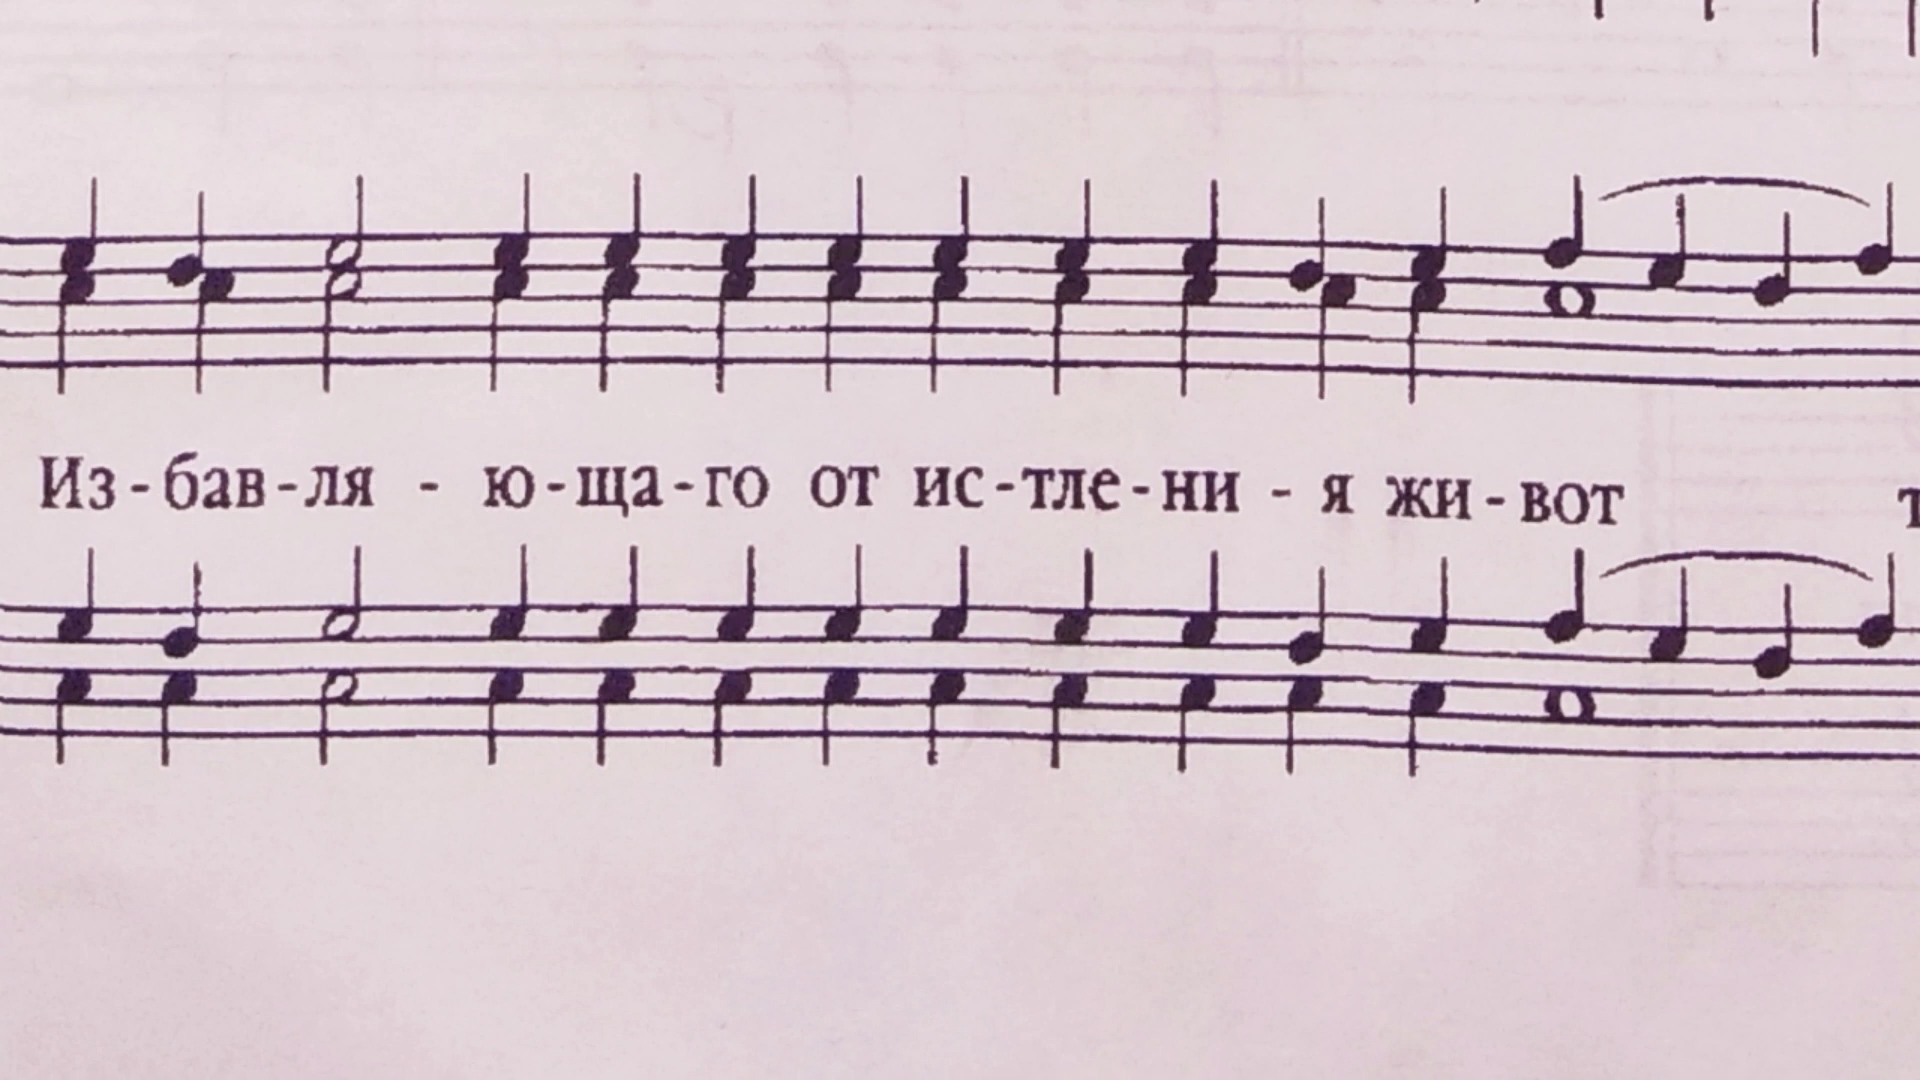 Из-бав-ля - ю-ща-го от ис-тле-ни - я жи-вот